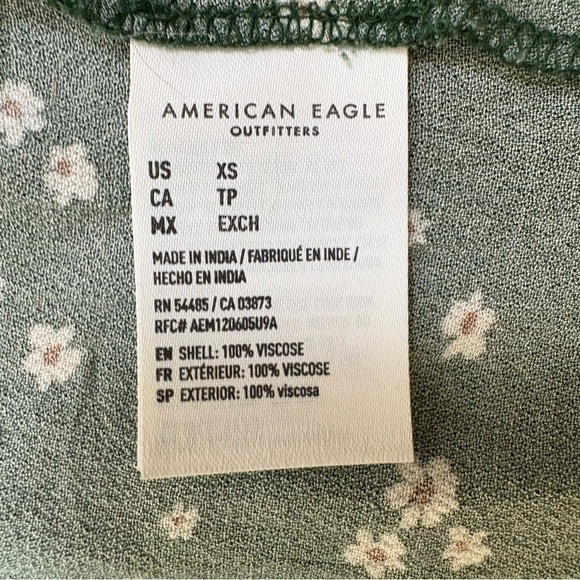 AMERICAN EAGLE
OUTFITTERS
US XS
CA TP
MX EXCH
MADE IN INDIA / FABRIQUÉ EN INDE /
HECHO EN INDIA
RN 54485 / CA 03873
RFC# AEM120605U9A
EN SHELL: 100% VISCOSE
FR EXTÉRIEUR: 100% VISCOSE
SP EXTERIOR: 100% viscosa